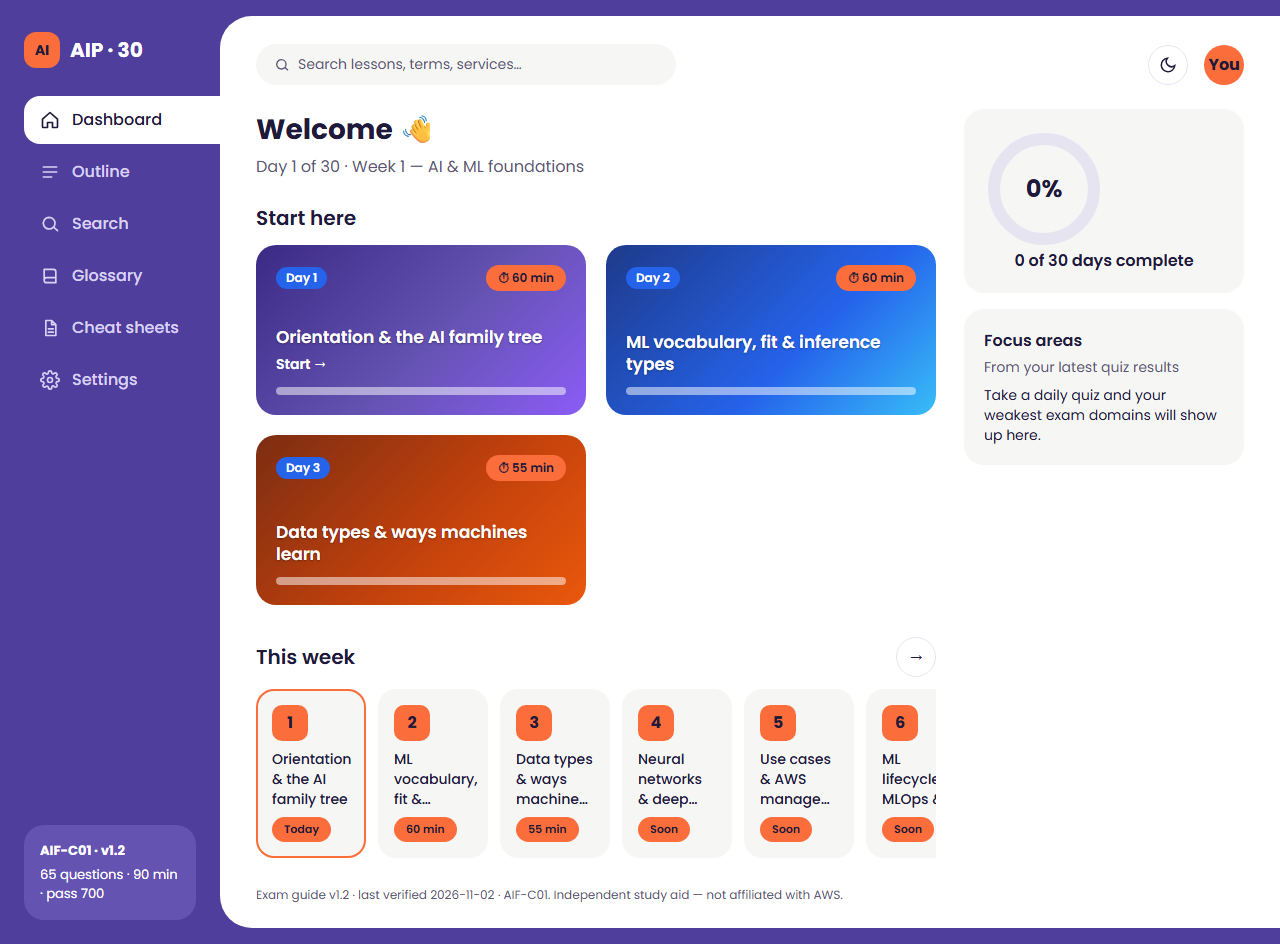 AI
AIP · 30
Dashboard
Outline
Search
Glossary
Cheat sheets
Settings
AIF-C01 · v1.2
65 questions · 90 min
· pass 700
Search lessons, terms, services…
You
Welcome 👋
Day 1 of 30 · Week 1 — AI & ML foundations
Start here
Day 1
⏱ 60 min
Orientation & the AI family tree
Start →
Day 2
⏱ 60 min
ML vocabulary, fit & inference
types
Day 3
⏱ 55 min
Data types & ways machines
learn
This week
→
1
Orientation
& the AI
family tree
Today
2
ML
vocabulary,
fit &…
60 min
3
Data types
& ways
machine…
55 min
4
Neural
networks
& deep…
Soon
5
Use cases
& AWS
manage…
Soon
6
ML
lifecycle
MLOps &
Soon
Exam guide v1.2 · last verified 2026-11-02 · AIF-C01. Independent study aid — not affiliated with AWS.
0%
0 of 30 days complete
Focus areas
From your latest quiz results
Take a daily quiz and your
weakest exam domains will show
up here.